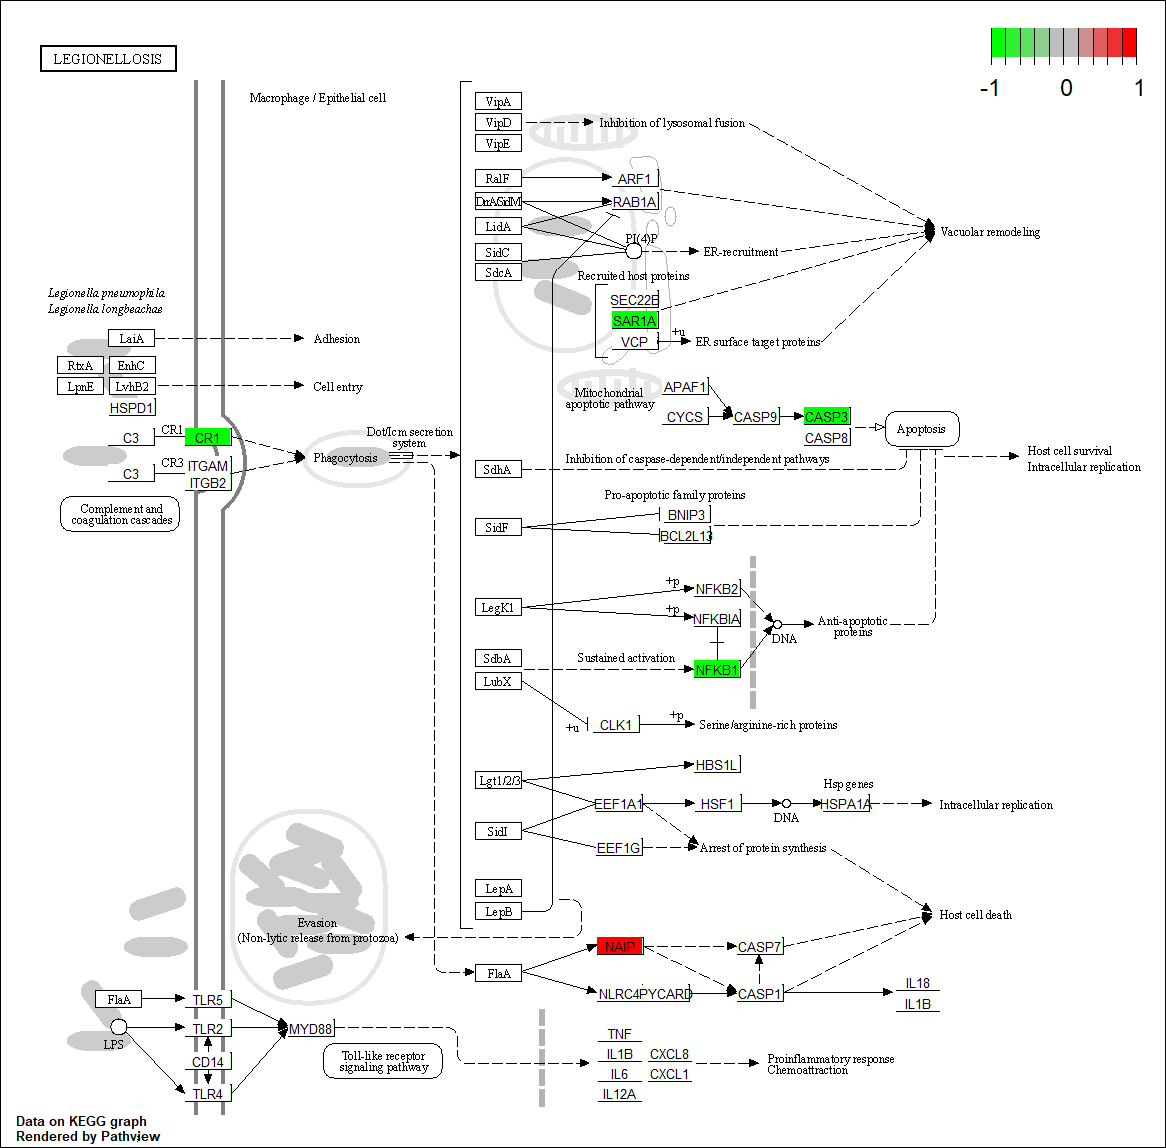 LEGIONELLOSIS
-1 0 1
Macrophage / Epithelial cell
VipA
VipD
Inhibition of lysosomal fusion
VipE
RalF
ARF1
DrrA/SidM
RAB1A
LidA
Vacuolar remodeling
PI(4)P
SidC
ER-recruitment
SdcA
Recruited host proteins
SEC22B
SAR1A
+u
VCP
ER surface target proteins
Legionella pneumophila
Legionella longbeachae
LaiA
Adhesion
RtxA
EnhC
LpnE
LvhB2
Cell entry
HSPD1
Mitochondrial
apoptotic pathway
APAF1
CYCS
CASP9
CASP3
CASP8
Apoptosis
C3
CR1
CR1
Dot/Icm secretion
system
Phagocytosis
C3
CR3
ITGAM
ITGB2
Inhibition of caspase-dependent/independent pathways
SdhA
Host cell survival
Intracellular replication
Complement and
coagulation cascades
Pro-apoptotic family proteins
SidF
BNIP3
BCL2L13
+p
NFKB2
LegK1
+p
NFKBIA
DNA
Anti-apoptotic
proteins
SdbA
Sustained activation
NFKB1
LubX
+u
CLK1
+p
Serine/arginine-rich proteins
HBS1L
Lgt1/2/3
EEF1A1
HSF1
DNA
Hsp genes
HSPA1A
Intracellular replication
SidI
EEF1G
Arrest of protein synthesis
LepA
LepB
Host cell death
Evasion
(Non-lytic release from protozoa)
NAIP
CASP7
FlaA
NLRC4
PYCARD
CASP1
IL18
IL1B
FlaA
TLR5
LPS
TLR2
MYD88
CD14
TLR4
Toll-like receptor
signaling pathway
TNF
IL1B
CXCL8
IL6
CXCL1
IL12A
Proinflammatory response
Chemoattraction
Data on KEGG graph
Rendered by Pathview